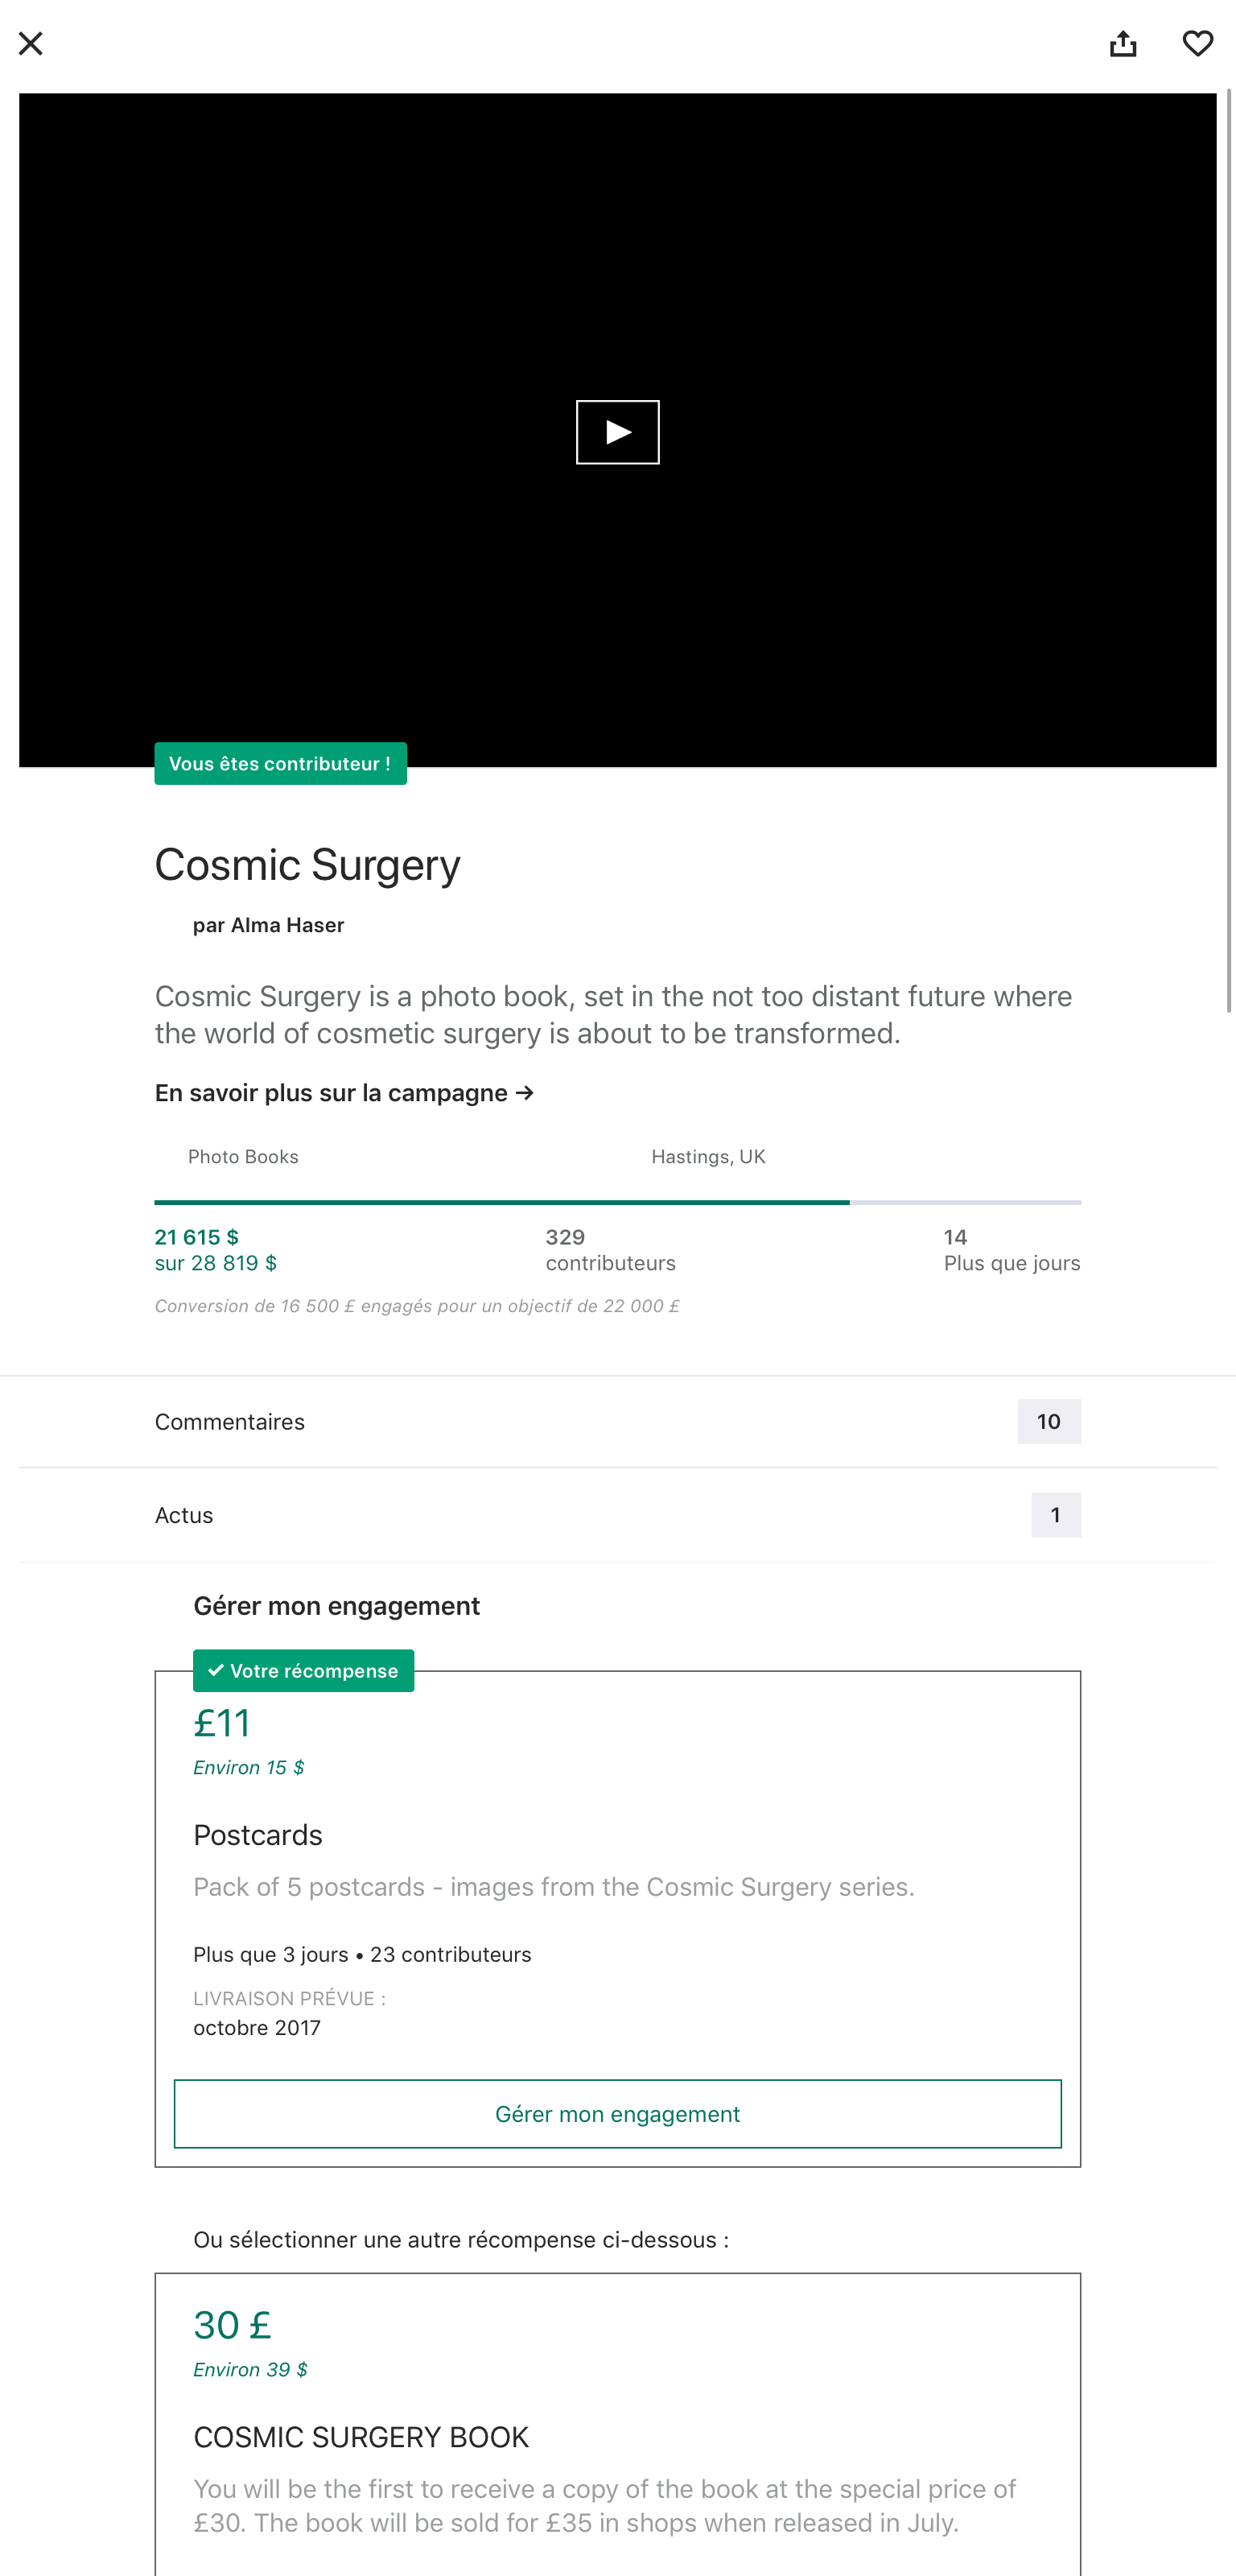 Vous êtes contributeur !
Cosmic Surgery
par Alma Haser
Cosmic Surgery is a photo book, set in the not too distant future where
the world of cosmetic surgery is about to be transformed.
En savoir plus sur la campagne →
Photo Books
Hastings, UK
21 615 $
sur 28 819 $
329
contributeurs
14
Plus que jours
Conversion de 16 500 £ engagés pour un objectif de 22 000 £
Commentaires
10
Actus
1
Gérer mon engagement
✓ Votre récompense
£11
Environ 15 $
Postcards
Pack of 5 postcards - images from the Cosmic Surgery series.
Plus que 3 jours • 23 contributeurs
LIVRAISON PRÉVUE :
octobre 2017
Gérer mon engagement
Ou sélectionner une autre récompense ci-dessous :
30 £
Environ 39 $
COSMIC SURGERY BOOK
You will be the first to receive a copy of the book at the special price of
£30. The book will be sold for £35 in shops when released in July.